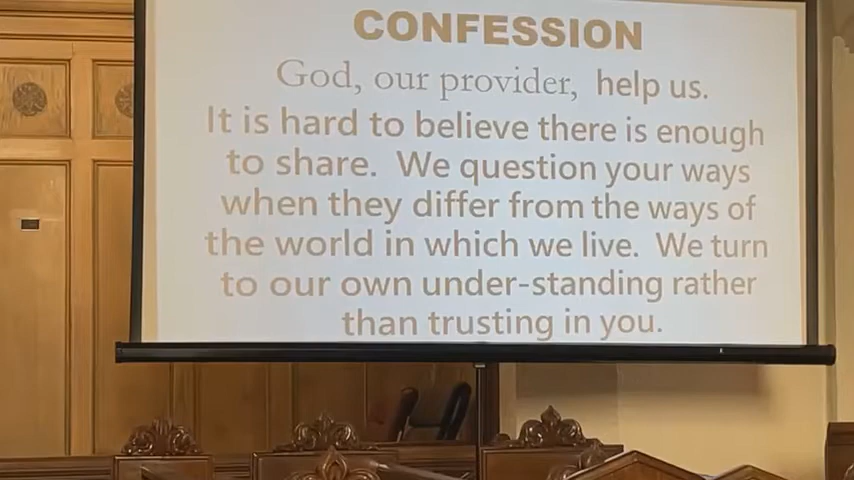 CONFESSION
God, our provider, help us.
It is hard to believe there is enough
to share. We question your ways
when they differ from the ways of
the world in which we live. We turn
to our own under-standing rather
than trusting in you.